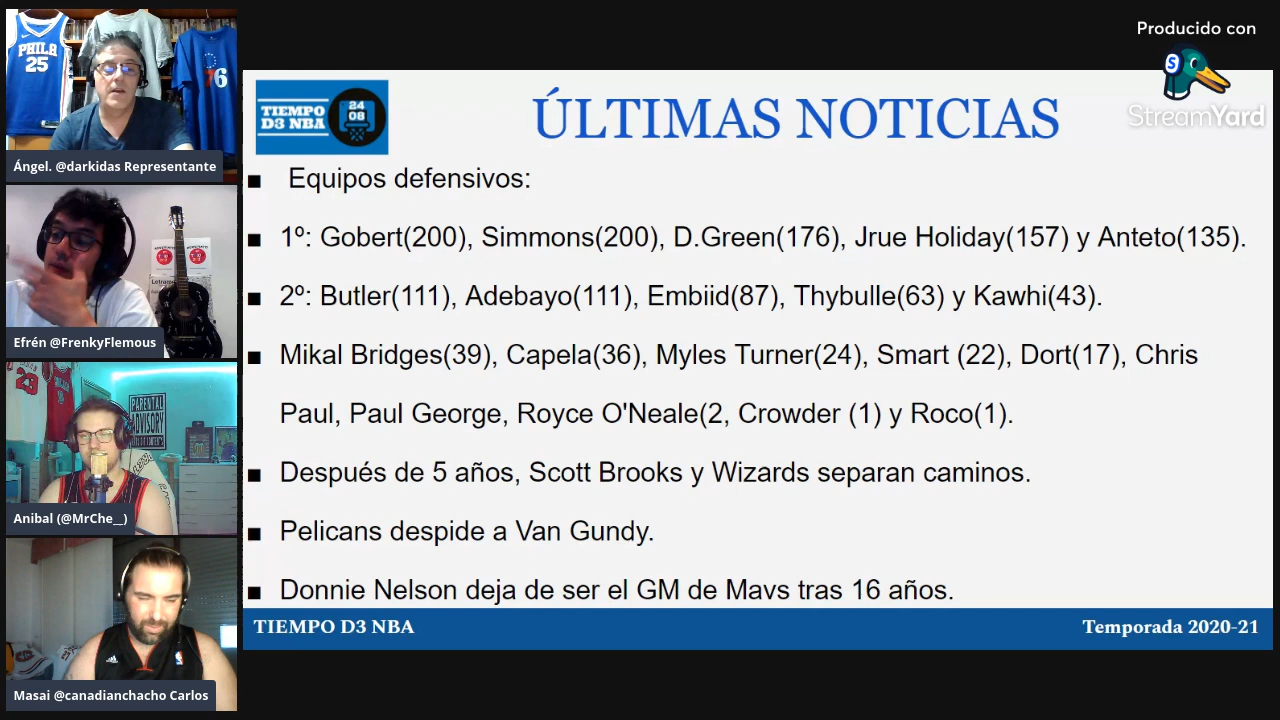 PHILA
25
76
Ángel. @darkidas Representante
Efrén @FrenkyFlemous
23
PARENTAL
ADVISORY
Anibal (@MrChe__)
Masai @canadianchacho Carlos
Producido con
StreamYard
TIEMPO
D3 NBA
24
08
ÚLTIMAS NOTICIAS
■ Equipos defensivos:
■ 1º: Gobert(200), Simmons(200), D.Green(176), Jrue Holiday(157) y Anteto(135).
■ 2º: Butler(111), Adebayo(111), Embiid(87), Thybulle(63) y Kawhi(43).
■ Mikal Bridges(39), Capela(36), Myles Turner(24), Smart (22), Dort(17), Chris
Paul, Paul George, Royce O'Neale(2, Crowder (1) y Roco(1).
■ Después de 5 años, Scott Brooks y Wizards separan caminos.
■ Pelicans despide a Van Gundy.
■ Donnie Nelson deja de ser el GM de Mavs tras 16 años.
TIEMPO D3 NBA
Temporada 2020-21